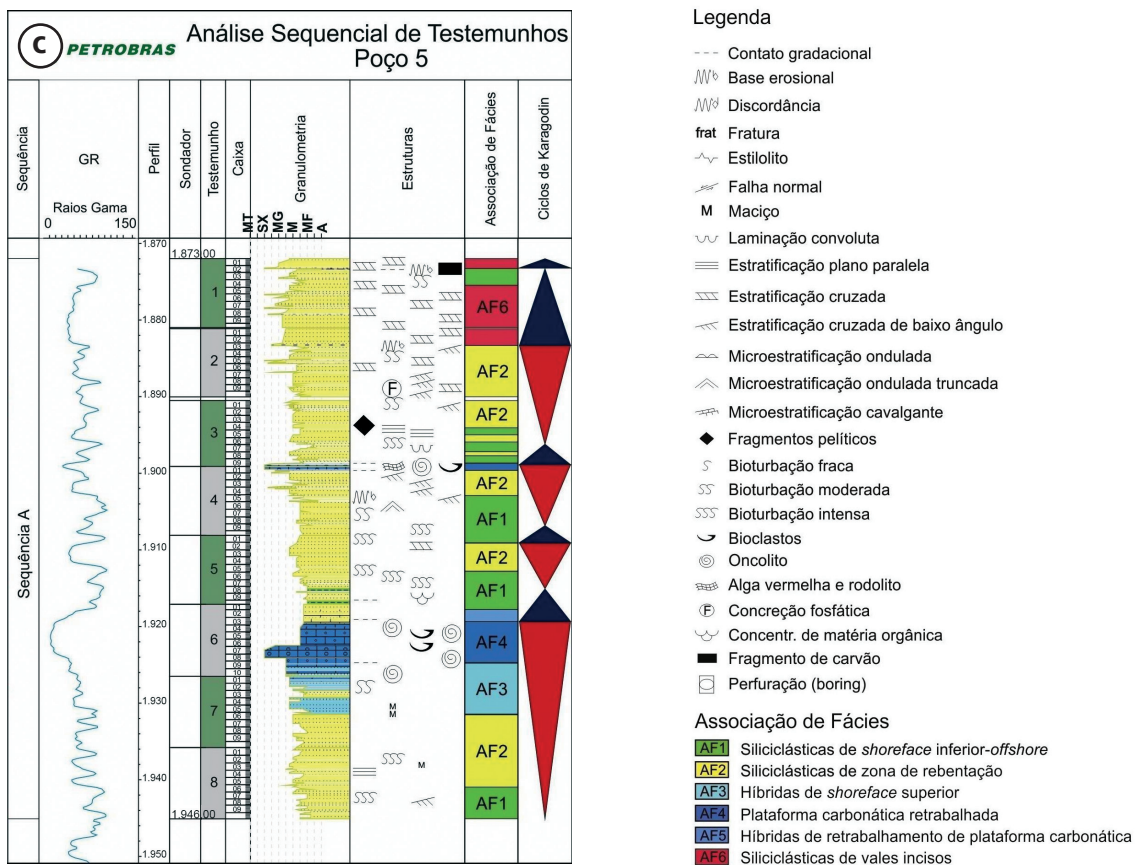 C
PETROBRAS
Análise Sequencial de Testemunhos
Poço 5
Sequência
GR
Raios Gama
0 150
Perfil
Sondador
Testemunho
Caixa
Granulometria
MT
SX
MG
M
MF
A
Estruturas
Associação de Fácies
Ciclos de Karagodin
Sequência A
1.870
1.880
1.890
1.900
1.910
1.920
1.930
1.940
1.950
1.873.00
1.946.00
1
2
3
4
5
6
7
8
F
M
M
M
AF6
AF2
AF2
AF2
AF1
AF2
AF1
AF4
AF3
AF2
AF1
Legenda
Contato gradacional
Base erosional
Discordância
frat Fratura
Estilolito
Falha normal
M Maciço
Laminação convoluta
Estratificação plano paralela
Estratificação cruzada
Estratificação cruzada de baixo ângulo
Microestratificação ondulada
Microestratificação ondulada truncada
Microestratificação cavalgante
Fragmentos pelíticos
S Bioturbação fraca
SS Bioturbação moderada
SSS Bioturbação intensa
Bioclastos
Oncolito
Alga vermelha e rodolito
F Concreção fosfática
Concentr. de matéria orgânica
Fragmento de carvão
Perfuração (boring)
Associação de Fácies
AF1 Siliciclásticas de shoreface inferior-offshore
AF2 Siliciclásticas de zona de rebentação
AF3 Híbridas de shoreface superior
AF4 Plataforma carbonática retrabalhada
AF5 Híbridas de retrabalhamento de plataforma carbonática
AF6 Siliciclásticas de vales incisos